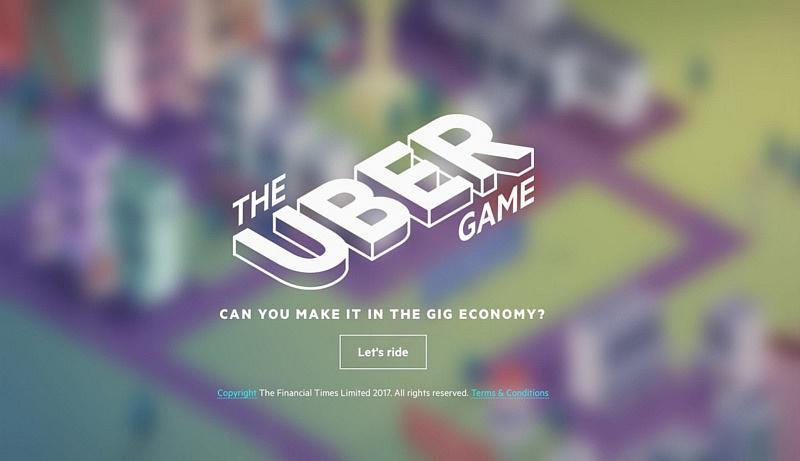 THE
UBER
GAME
CAN YOU MAKE IT IN THE GIG ECONOMY?
Let's ride
Copyright The Financial Times Limited 2017. All rights reserved. Terms & Conditions